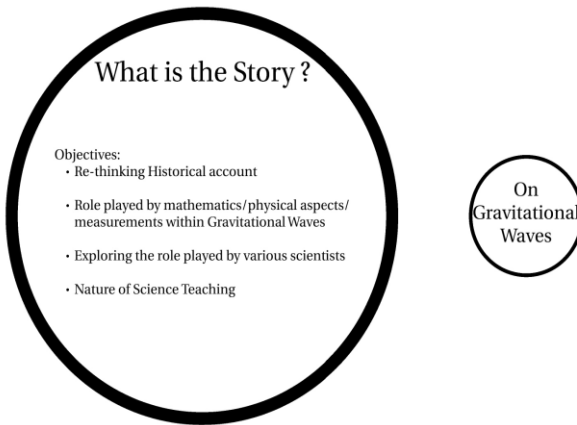 What is the Story ?
Objectives:
• Re-thinking Historical account
• Role played by mathematics/physical aspects/
measurements within Gravitational Waves
• Exploring the role played by various scientists
• Nature of Science Teaching
On
Gravitational
Waves